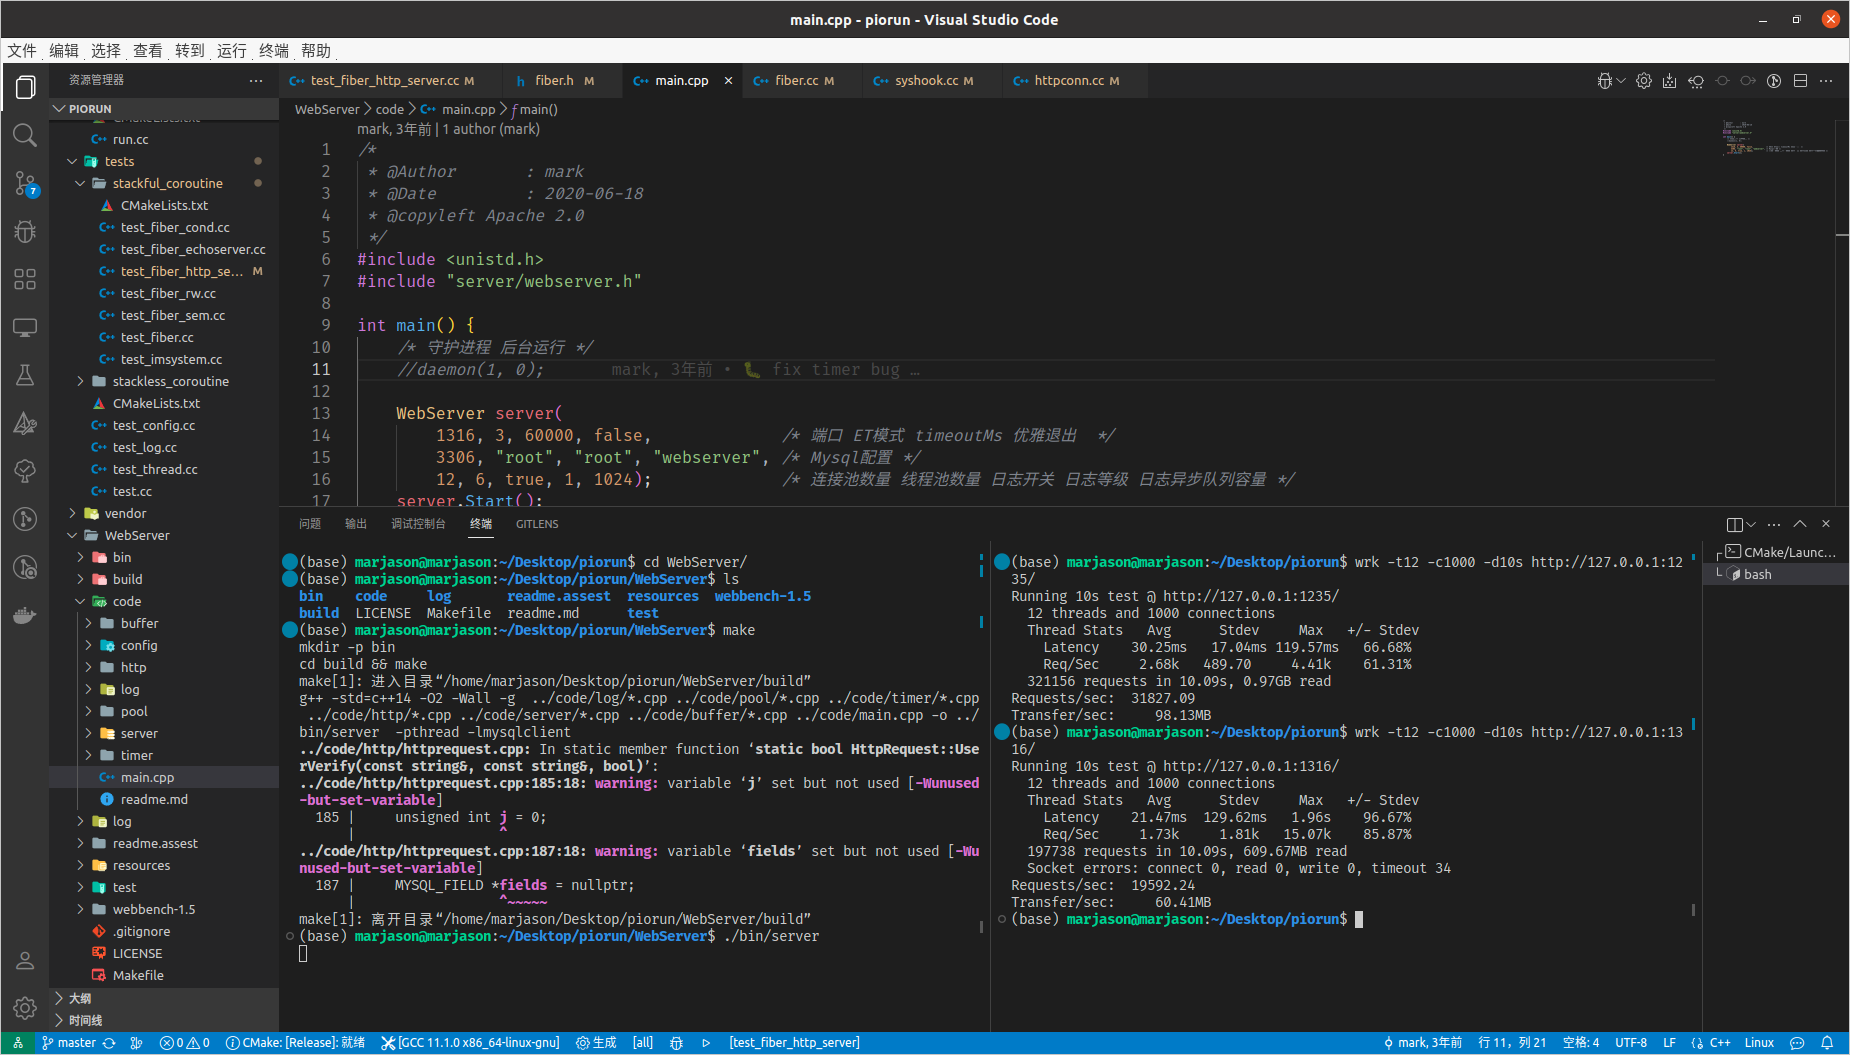 main.cpp - piorun - Visual Studio Code
文件 编辑 选择 查看 转到 运行 终端 帮助
资源管理器
PIORUN
CMakeLists.txt
run.cc
tests
stackful_coroutine
CMakeLists.txt
test_fiber_cond.cc
test_fiber_echoserver.cc
test_fiber_http_se... M
test_fiber_rw.cc
test_fiber_sem.cc
test_fiber.cc
test_imsystem.cc
stackless_coroutine
CMakeLists.txt
test_config.cc
test_log.cc
test_thread.cc
test.cc
vendor
WebServer
bin
build
code
buffer
config
http
log
pool
server
timer
main.cpp
readme.md
log
readme.assest
resources
test
webbench-1.5
.gitignore
LICENSE
Makefile
大纲
时间线
7
test_fiber_http_server.cc M
fiber.h M
main.cpp
fiber.cc M
syshook.cc M
httpconn.cc M
WebServer > code > main.cpp > main()
mark, 3年前 | 1 author (mark)
1 /*
2 * @Author : mark
3 * @Date : 2020-06-18
4 * @copyleft Apache 2.0
5 */
6 #include <unistd.h>
7 #include "server/webserver.h"
8
9 int main() {
10 /* 守护进程 后台运行 */
11 //daemon(1, 0); mark, 3年前 • 🐛 fix timer bug …
12
13 WebServer server(
14 1316, 3, 60000, false, /* 端口 ET模式 timeoutMs 优雅退出 */
15 3306, "root", "root", "webserver", /* Mysql配置 */
16 12, 6, true, 1, 1024); /* 连接池数量 线程池数量 日志开关 日志等级 日志异步队列容量 */
17 server.Start();
问题 输出 调试控制台 终端 GITLENS
(base) marjason@marjason:~/Desktop/piorun$ cd WebServer/
(base) marjason@marjason:~/Desktop/piorun/WebServer$ ls
bin code log readme.assest resources webbench-1.5
build LICENSE Makefile readme.md test
(base) marjason@marjason:~/Desktop/piorun/WebServer$ make
mkdir -p bin
cd build && make
make[1]: 进入目录“/home/marjason/Desktop/piorun/WebServer/build”
g++ -std=c++14 -O2 -Wall -g ../code/log/*.cpp ../code/pool/*.cpp ../code/timer/*.cpp
../code/http/*.cpp ../code/server/*.cpp ../code/buffer/*.cpp ../code/main.cpp -o ../
bin/server -pthread -lmysqlclient
../code/http/httprequest.cpp: In static member function ‘static bool HttpRequest::Use
rVerify(const string&, const string&, bool)’:
../code/http/httprequest.cpp:185:18: warning: variable ‘j’ set but not used [-Wunused
-but-set-variable]
185 | unsigned int j = 0;
| ^
../code/http/httprequest.cpp:187:18: warning: variable ‘fields’ set but not used [-Wu
nused-but-set-variable]
187 | MYSQL_FIELD *fields = nullptr;
| ^~~~~~
make[1]: 离开目录“/home/marjason/Desktop/piorun/WebServer/build”
(base) marjason@marjason:~/Desktop/piorun/WebServer$ ./bin/server
(base) marjason@marjason:~/Desktop/piorun$ wrk -t12 -c1000 -d10s http://127.0.0.1:12
35/
Running 10s test @ http://127.0.0.1:1235/
12 threads and 1000 connections
Thread Stats Avg Stdev Max +/- Stdev
Latency 30.25ms 17.04ms 119.57ms 66.68%
Req/Sec 2.68k 489.70 4.41k 61.31%
321156 requests in 10.09s, 0.97GB read
Requests/sec: 31827.09
Transfer/sec: 98.13MB
(base) marjason@marjason:~/Desktop/piorun$ wrk -t12 -c1000 -d10s http://127.0.0.1:13
16/
Running 10s test @ http://127.0.0.1:1316/
12 threads and 1000 connections
Thread Stats Avg Stdev Max +/- Stdev
Latency 21.47ms 129.62ms 1.96s 96.67%
Req/Sec 1.73k 1.81k 15.07k 85.87%
197738 requests in 10.09s, 609.67MB read
Socket errors: connect 0, read 0, write 0, timeout 34
Requests/sec: 19592.24
Transfer/sec: 60.41MB
(base) marjason@marjason:~/Desktop/piorun$
CMake/Launc...
bash
master 0 0 CMake: [Release]: 就绪 [GCC 11.1.0 x86_64-linux-gnu] 生成 [all] [test_fiber_http_server] mark, 3年前 行 11，列 21 空格: 4 UTF-8 LF C++ Linux